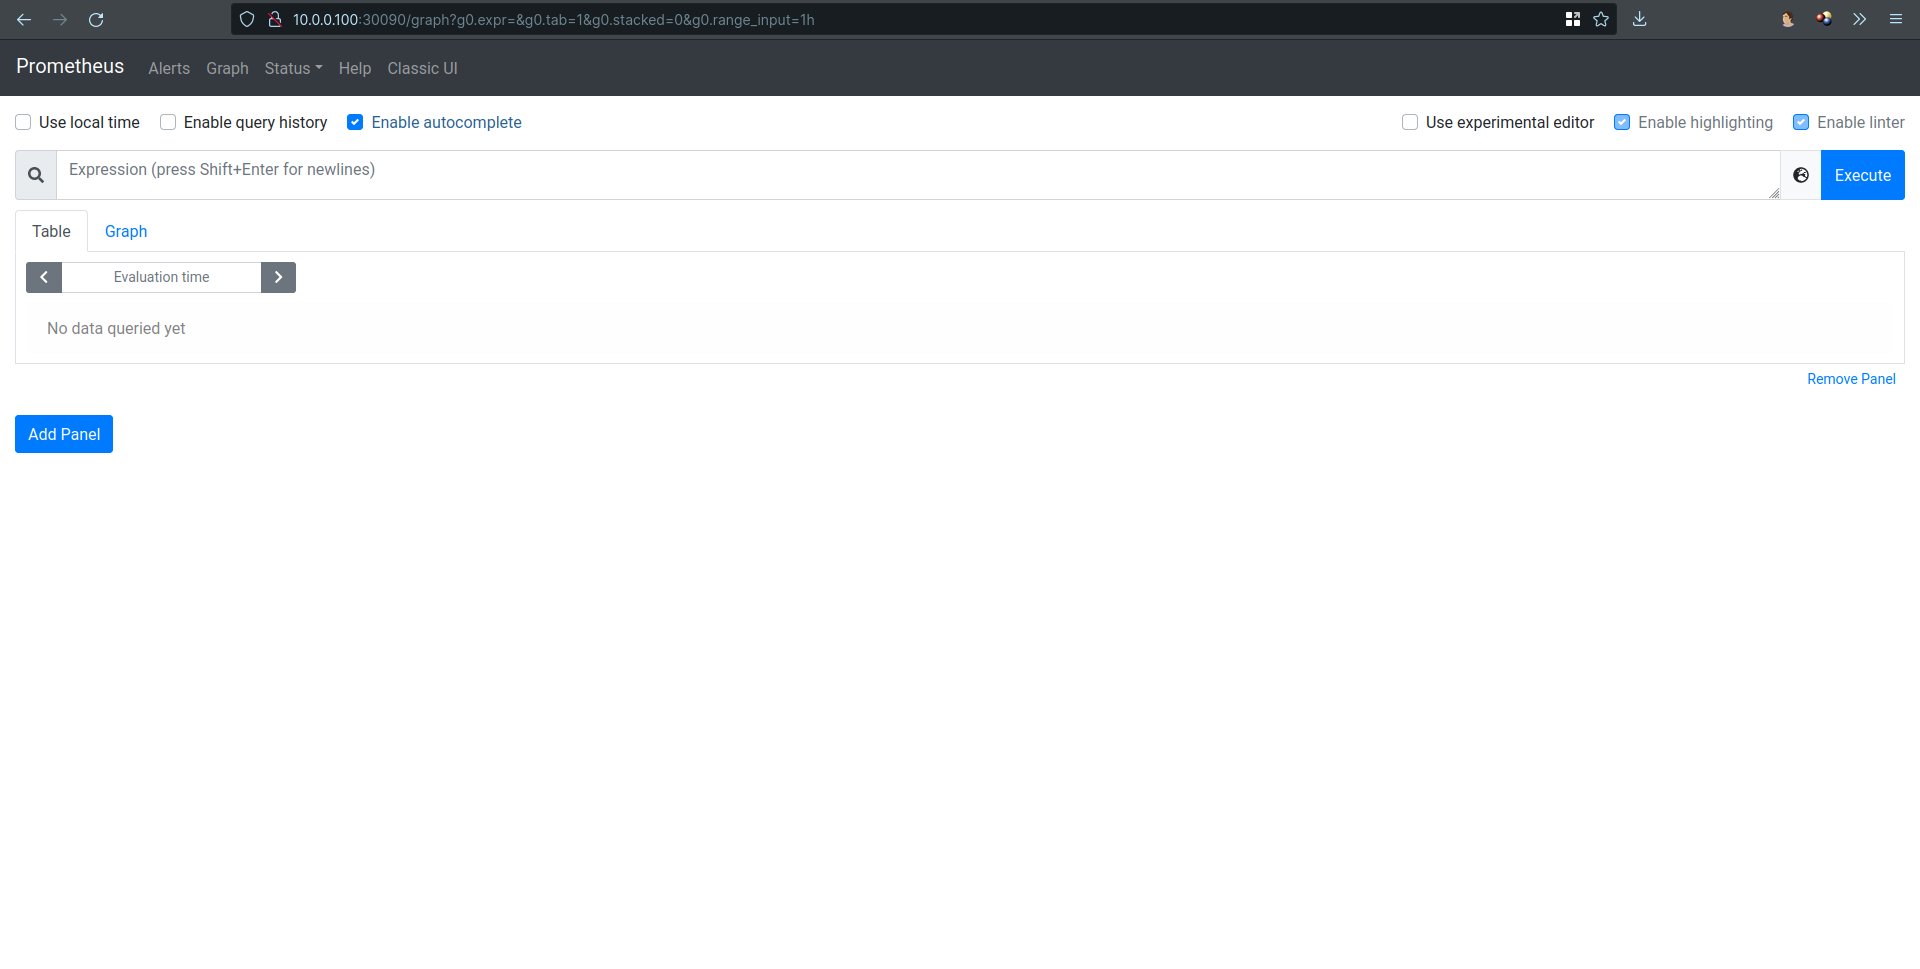 10.0.0.100:30090/graph?g0.expr=&g0.tab=1&g0.stacked=0&g0.range_input=1h
Prometheus Alerts Graph Status Help Classic UI
Use local time Enable query history Enable autocomplete Use experimental editor Enable highlighting Enable linter
Expression (press Shift+Enter for newlines) Execute
Table Graph
Evaluation time
No data queried yet
Remove Panel
Add Panel